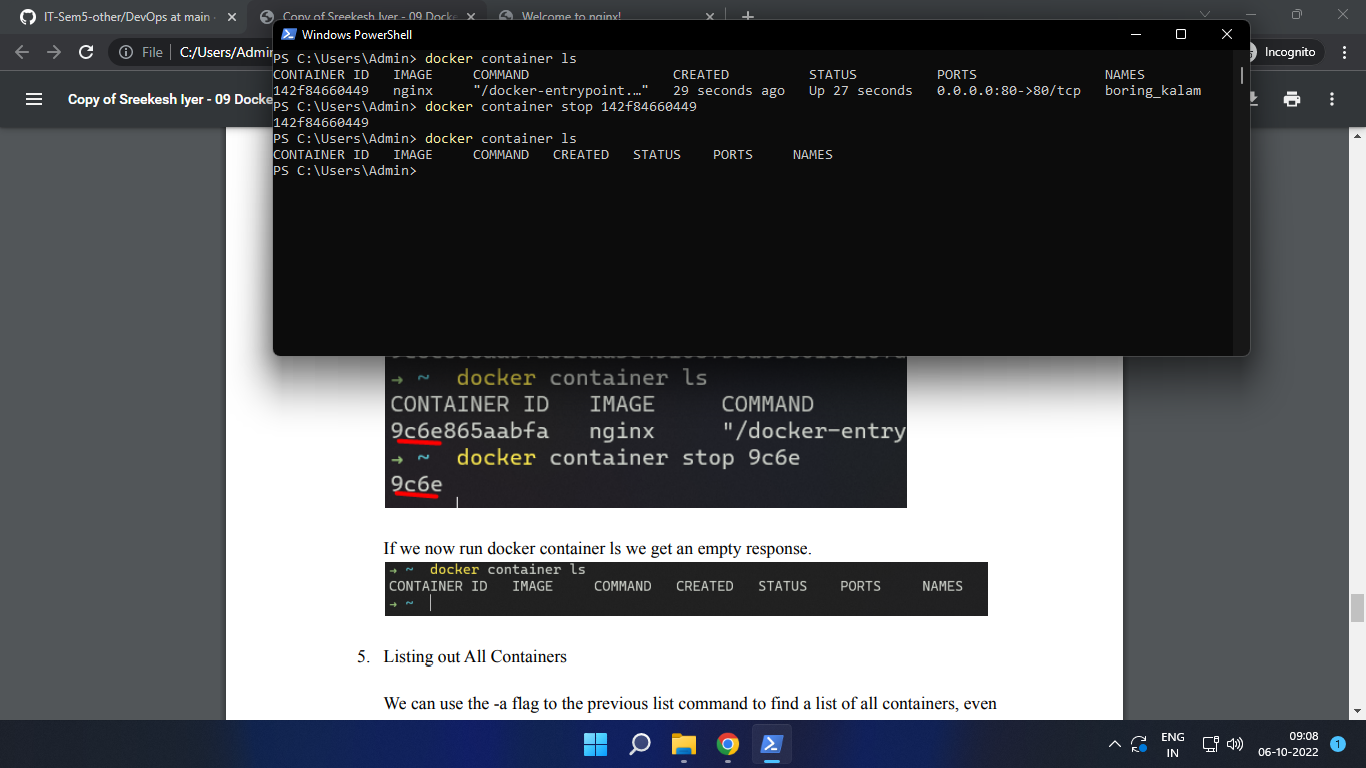 IT-Sem5-other/DevOps at main
Copy of Sreekesh Iyer - 09 Docke
Welcome to nginx!
File
C:/Users/Admin
Incognito
Copy of Sreekesh Iyer - 09 Docke
Windows PowerShell
PS C:\Users\Admin> docker container ls
CONTAINER ID IMAGE COMMAND CREATED STATUS PORTS NAMES
142f84660449 nginx "/docker-entrypoint.…" 29 seconds ago Up 27 seconds 0.0.0.0:80->80/tcp boring_kalam
PS C:\Users\Admin> docker container stop 142f84660449
142f84660449
PS C:\Users\Admin> docker container ls
CONTAINER ID IMAGE COMMAND CREATED STATUS PORTS NAMES
PS C:\Users\Admin>
→ ~ docker container ls
CONTAINER ID IMAGE COMMAND
9c6e865aabfa nginx "/docker-entry
→ ~ docker container stop 9c6e
9c6e
If we now run docker container ls we get an empty response.
→ ~ docker container ls
CONTAINER ID IMAGE COMMAND CREATED STATUS PORTS NAMES
→ ~
5. Listing out All Containers
We can use the -a flag to the previous list command to find a list of all containers, even
ENG
IN
09:08
06-10-2022
1